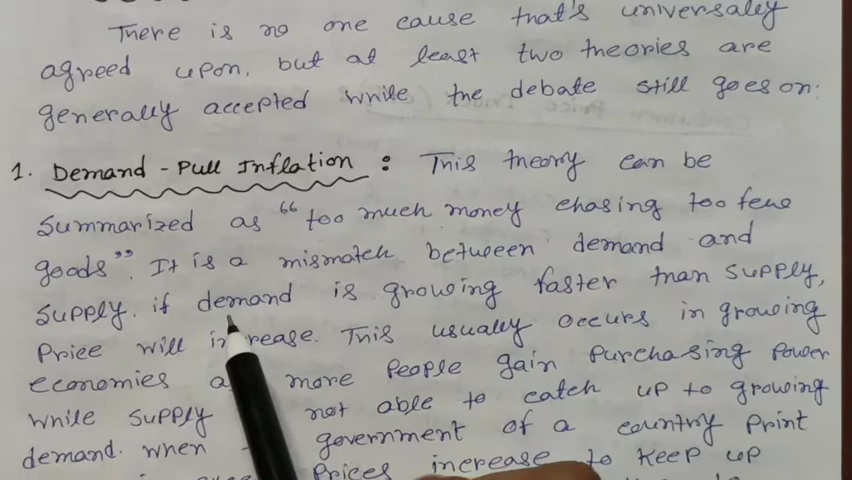 There is no one cause that's universaley
agreed upon, but at least two theories are
generally accepted while the debate still goes on:
1. Demand - Pull Inflation : This theory can be
Summarized as "too much money chasing too few
goods". It is a mismatch between demand and
supply. if demand is growing faster than supply,
Price will increase. This usually occurs in growing
economies more people gain purchasing power
while supply not able to catch up to growing
demand. when government of a country print
Prices increase to keep up